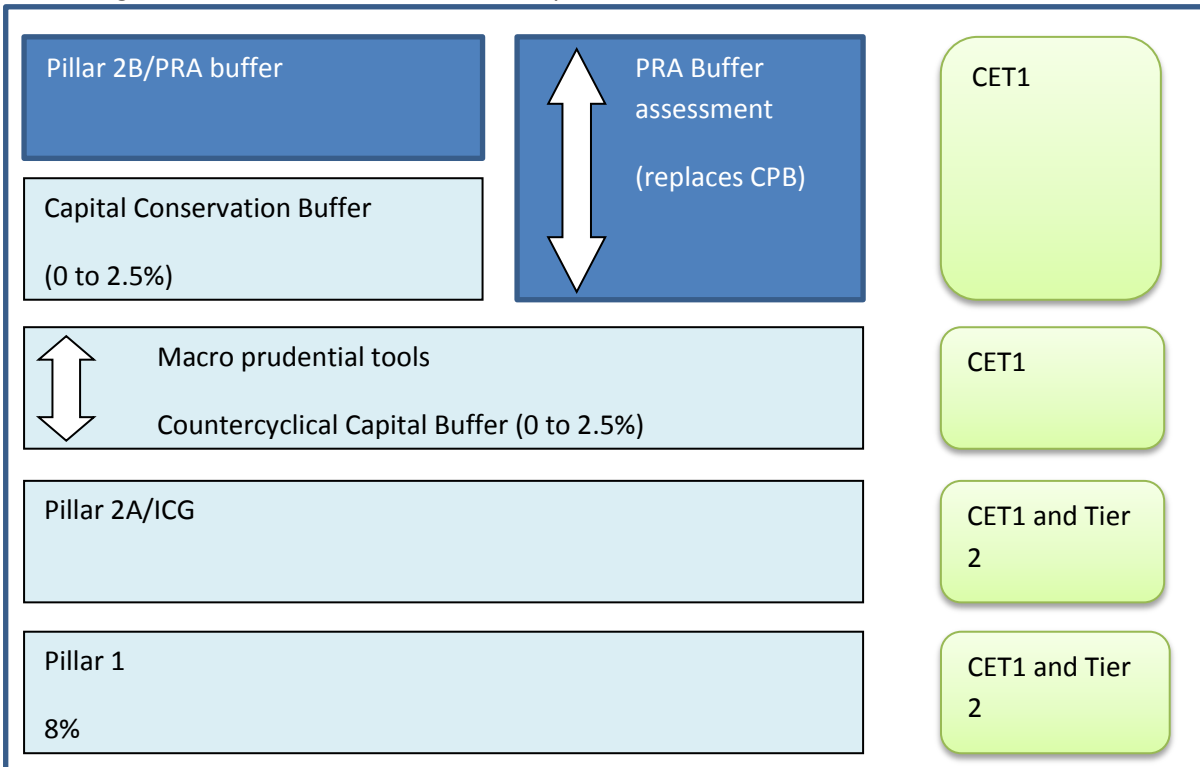 Pillar 2B/PRA buffer
PRA Buffer
assessment
(replaces CPB)
CET1
Capital Conservation Buffer
(0 to 2.5%)
Macro prudential tools
Countercyclical Capital Buffer (0 to 2.5%)
CET1
Pillar 2A/ICG
CET1 and Tier
2
Pillar 1
8%
CET1 and Tier
2